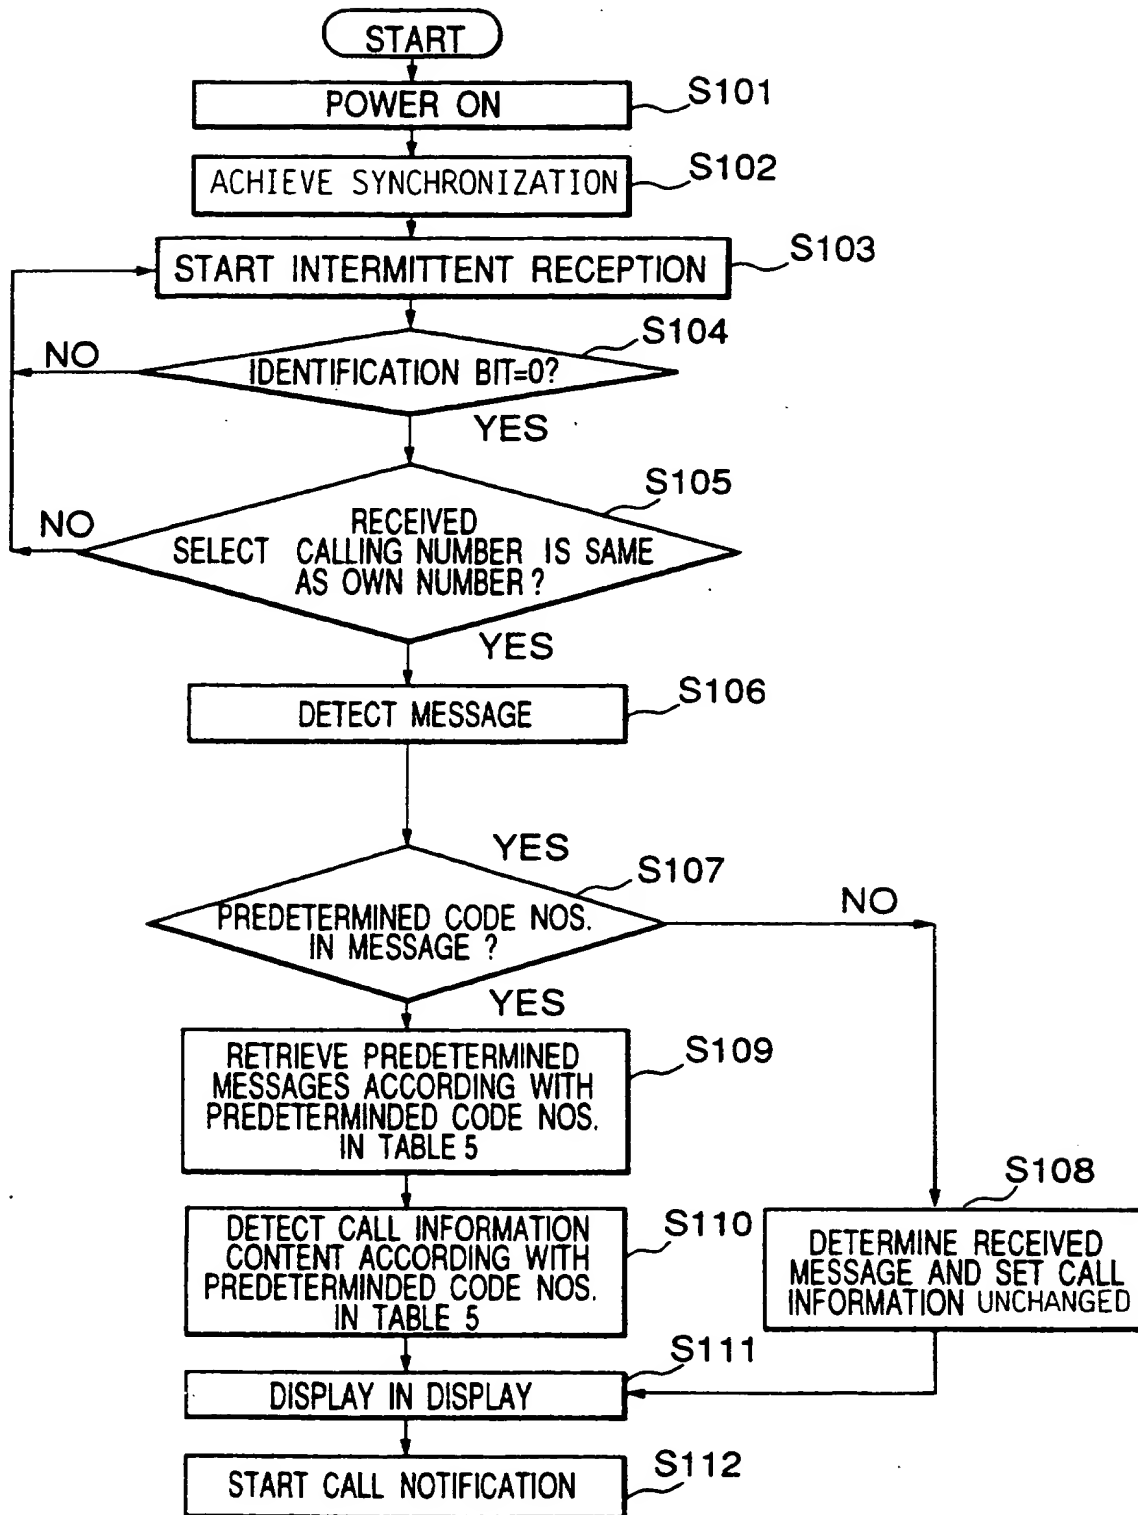 START
POWER ON
S101
ACHIEVE SYNCHRONIZATION
S102
START INTERMITTENT RECEPTION
S103
IDENTIFICATION BIT=0?
S104
NO
YES
RECEIVED
SELECT CALLING NUMBER IS SAME
AS OWN NUMBER ?
S105
NO
YES
DETECT MESSAGE
S106
YES
PREDETERMINED CODE NOS.
IN MESSAGE ?
S107
NO
YES
RETRIEVE PREDETERMINED
MESSAGES ACCORDING WITH
PREDETERMINDED CODE NOS.
IN TABLE 5
S109
DETECT CALL INFORMATION
CONTENT ACCORDING WITH
PREDETERMINDED CODE NOS.
IN TABLE 5
S110
S108
DETERMINE RECEIVED
MESSAGE AND SET CALL
INFORMATION UNCHANGED
DISPLAY IN DISPLAY
S111
START CALL NOTIFICATION
S112